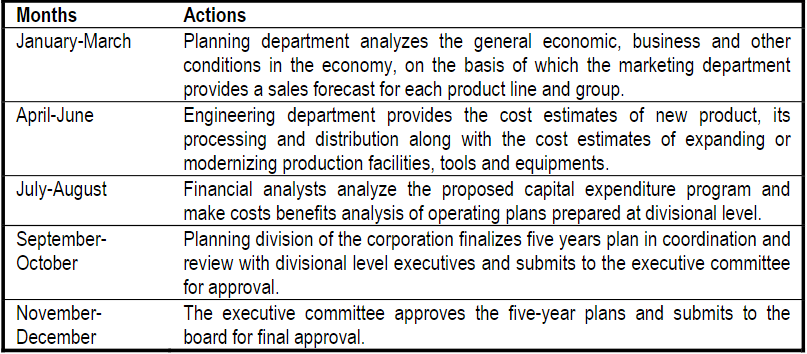 Months Actions
January-March Planning department analyzes the general economic, business and other
conditions in the economy, on the basis of which the marketing department
provides a sales forecast for each product line and group.
April-June Engineering department provides the cost estimates of new product, its
processing and distribution along with the cost estimates of expanding or
modernizing production facilities, tools and equipments.
July-August Financial analysts analyze the proposed capital expenditure program and
make costs benefits analysis of operating plans prepared at divisional level.
September- Planning division of the corporation finalizes five years plan in coordination and
October review with divisional level executives and submits to the executive committee
for approval.
November- The executive committee approves the five-year plans and submits to the
December board for final approval.